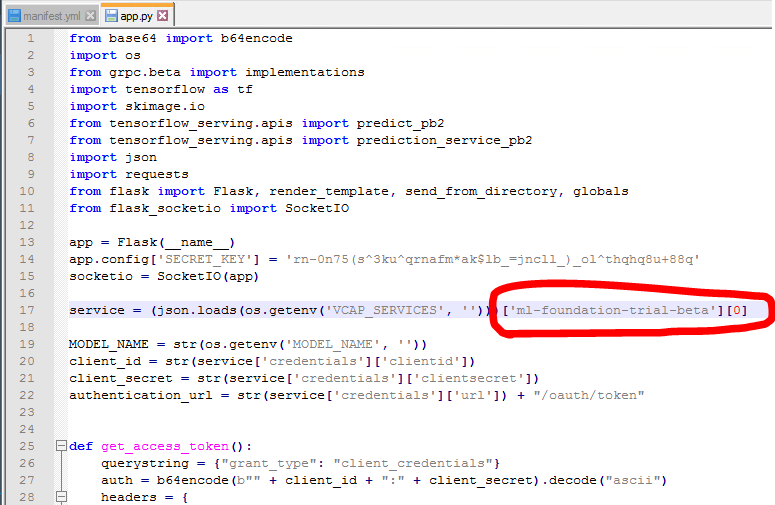 manifest.yml app.py
1 from base64 import b64encode
2 import os
3 from grpc.beta import implementations
4 import tensorflow as tf
5 import skimage.io
6 from tensorflow_serving.apis import predict_pb2
7 from tensorflow_serving.apis import prediction_service_pb2
8 import json
9 import requests
10 from flask import Flask, render_template, send_from_directory, globals
11 from flask_socketio import SocketIO
12
13 app = Flask(__name__)
14 app.config['SECRET_KEY'] = 'rn-0n75(s^3ku^qrnafm*ak$lb_=jncll_)_ol^thqhq8u+88q'
15 socketio = SocketIO(app)
16
17 service = (json.loads(os.getenv('VCAP_SERVICES', '')))['ml-foundation-trial-beta'][0]
18
19 MODEL_NAME = str(os.getenv('MODEL_NAME', ''))
20 client_id = str(service['credentials']['clientid'])
21 client_secret = str(service['credentials']['clientsecret'])
22 authentication_url = str(service['credentials']['url']) + "/oauth/token"
23
24
25 def get_access_token():
26     querystring = {"grant_type": "client_credentials"}
27     auth = b64encode(b"" + client_id + ":" + client_secret).decode("ascii")
28     headers = {